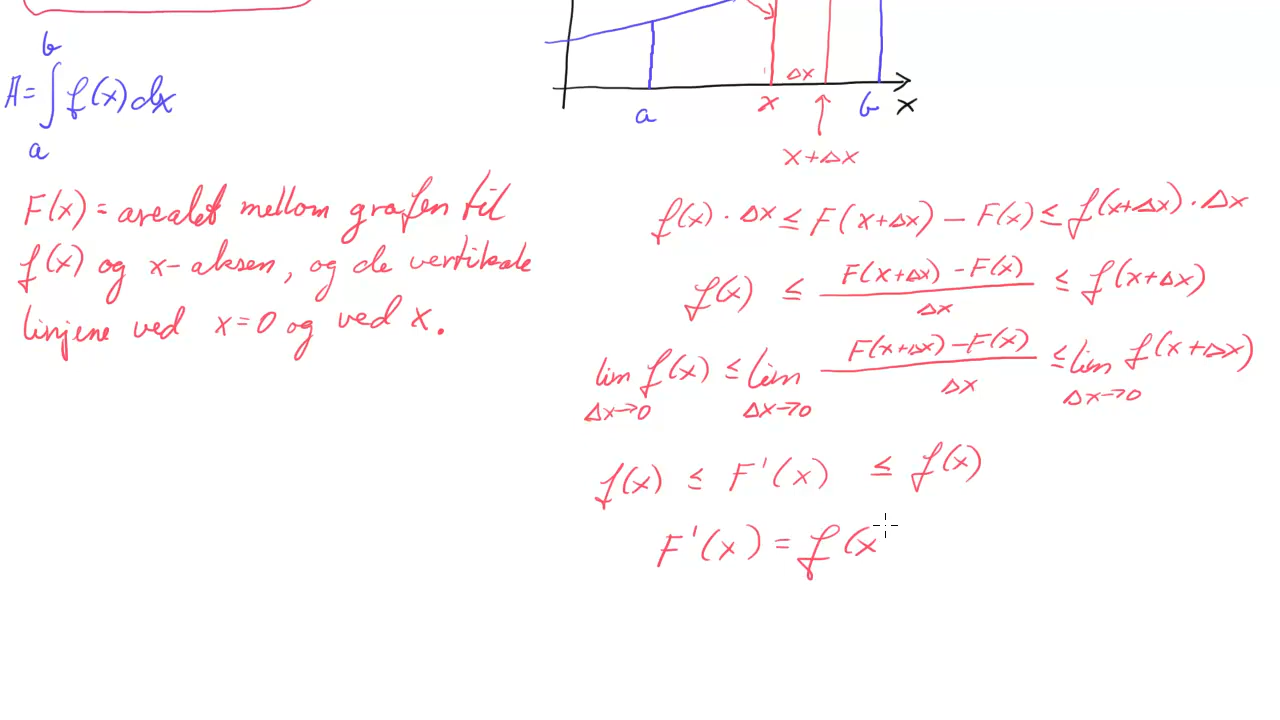 b
A = ∫ f(x) dx
a
Δx
a x b x
x+Δx
F(x) = arealet mellom grafen til
f(x) og x-aksen, og de vertikale
linjene ved x=0 og ved x.
f(x) · Δx ≤ F(x+Δx) − F(x) ≤ f(x+Δx) · Δx
f(x) ≤ F(x+Δx) − F(x) / Δx ≤ f(x+Δx)
lim Δx→0 f(x) ≤ lim Δx→0 F(x+Δx) − F(x) / Δx ≤ lim Δx→0 f(x+Δx)
f(x) ≤ F'(x) ≤ f(x)
F'(x) = f(x